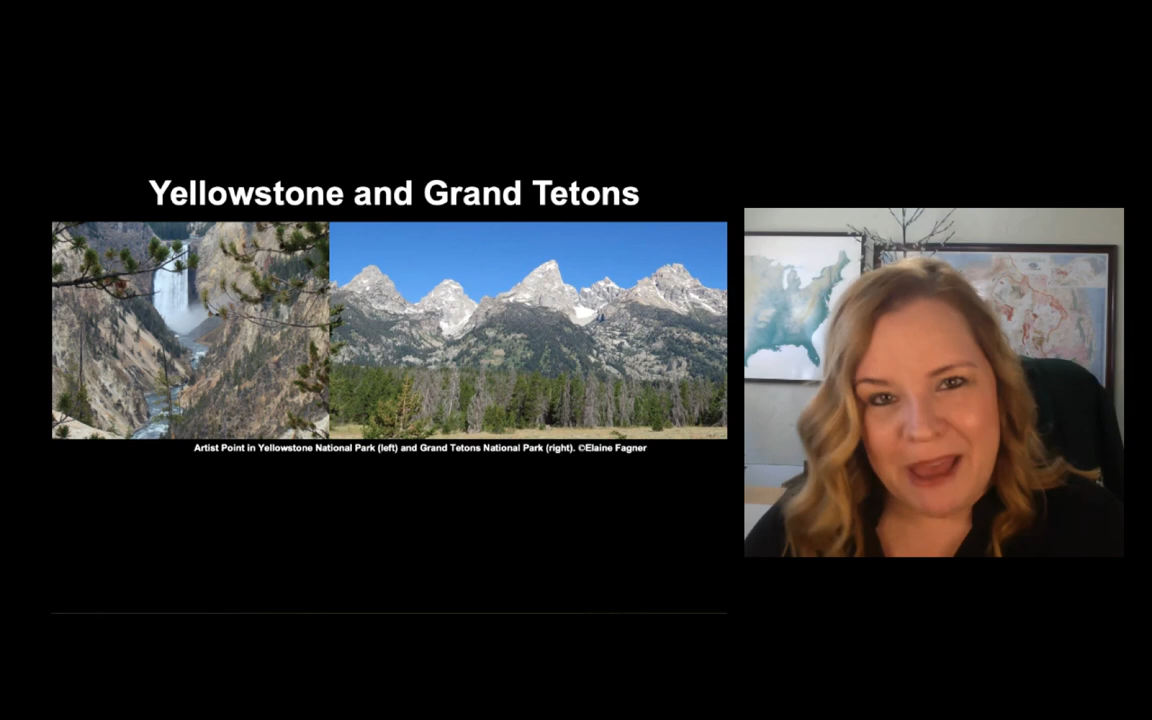 Yellowstone and Grand Tetons
Artist Point in Yellowstone National Park (left) and Grand Tetons National Park (right). ©Elaine Fagner